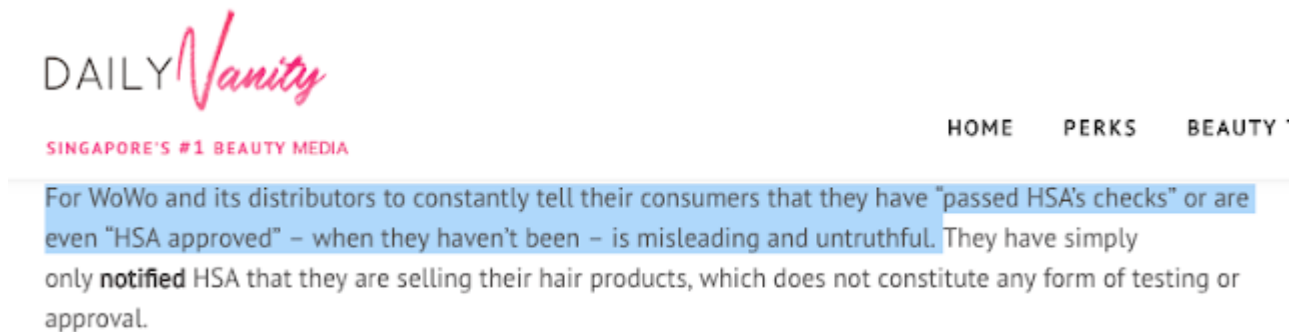 DAILY Vanity
SINGAPORE'S #1 BEAUTY MEDIA
HOME PERKS BEAUTY
For WoWo and its distributors to constantly tell their consumers that they have “passed HSA’s checks” or are
even “HSA approved” – when they haven’t been – is misleading and untruthful. They have simply
only notified HSA that they are selling their hair products, which does not constitute any form of testing or
approval.